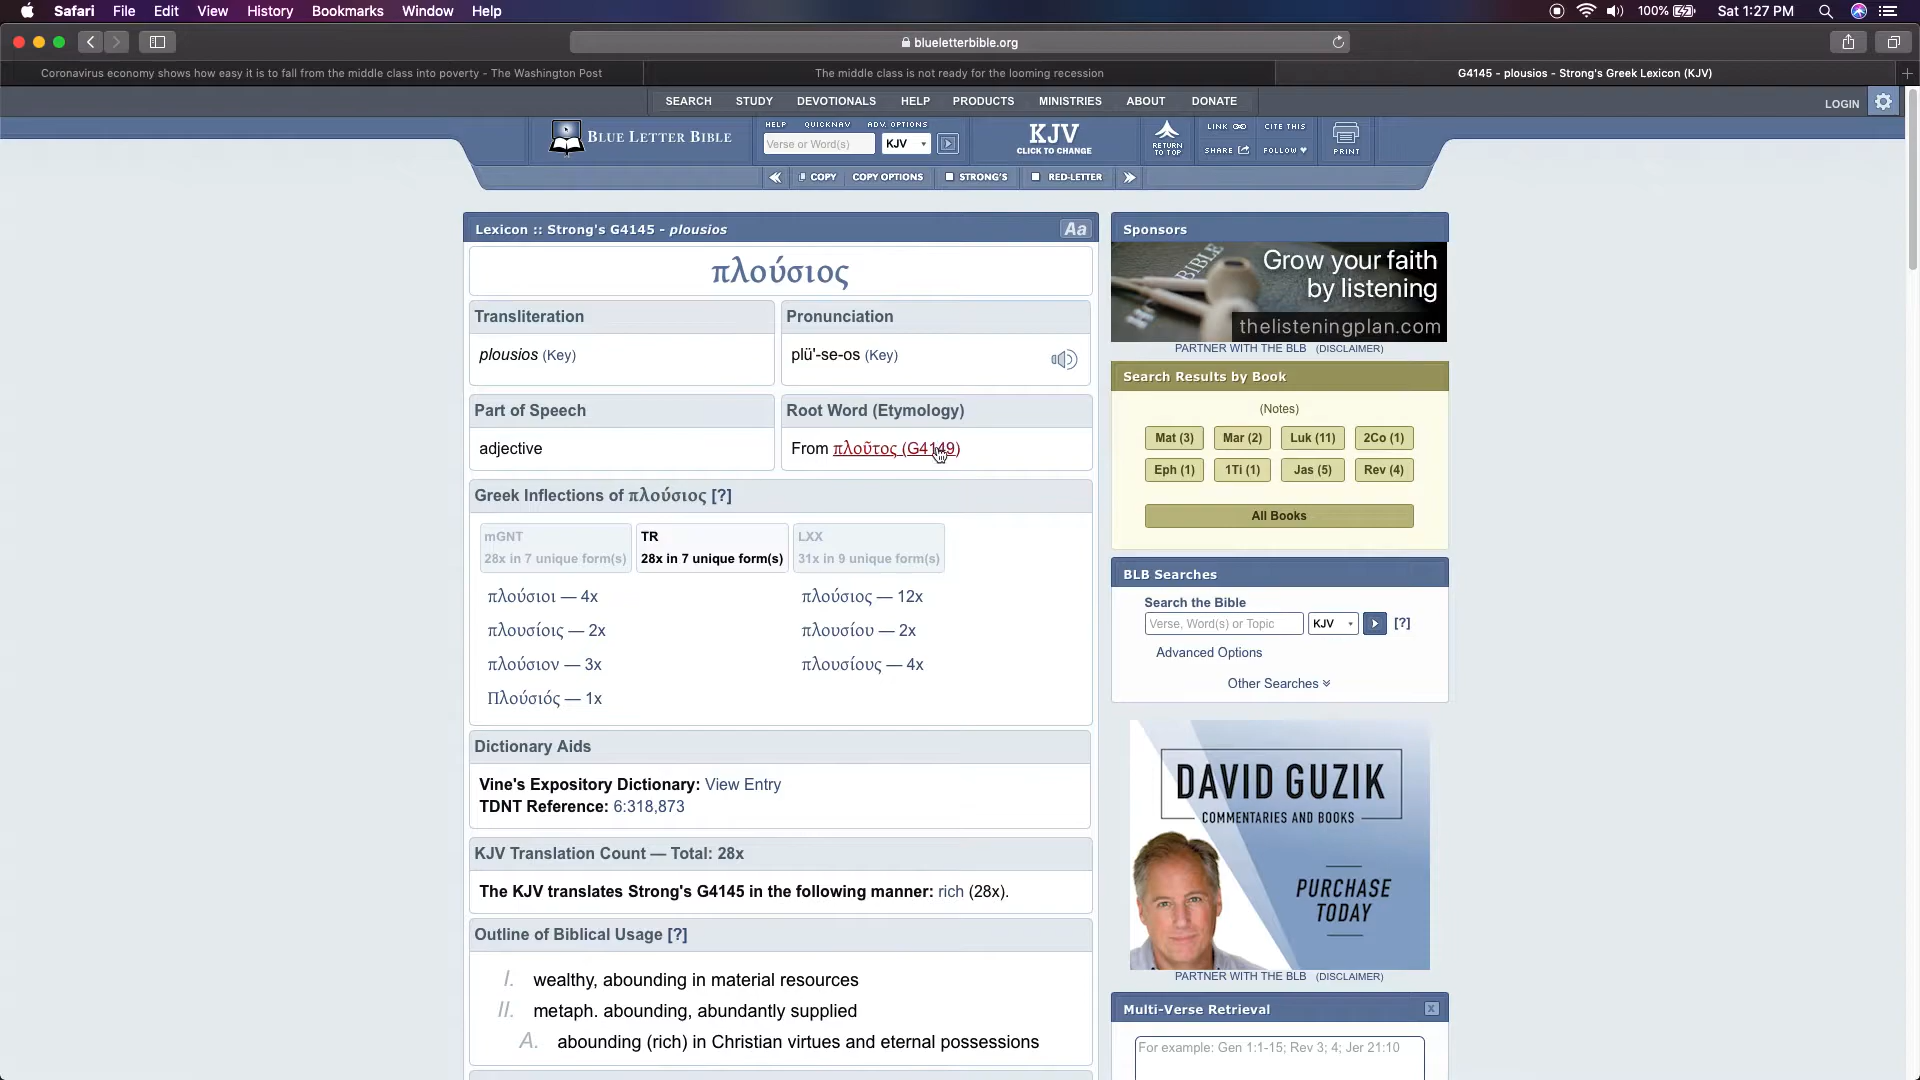 Safari File Edit View History Bookmarks Window Help
100% Sat 1:27 PM
blueletterbible.org
Coronavirus economy shows how easy it is to fall from the middle class into poverty - The Washington Post
The middle class is not ready for the looming recession
G4145 - plousios - Strong's Greek Lexicon (KJV)
SEARCH STUDY DEVOTIONALS HELP PRODUCTS MINISTRIES ABOUT DONATE
LOGIN
BLUE LETTER BIBLE
HELP QUICKNAV ADV. OPTIONS
Verse or Word(s) KJV
KJV
CLICK TO CHANGE
RETURN
TO TOP
LINK CITE THIS
SHARE FOLLOW
PRINT
COPY COPY OPTIONS STRONG'S RED-LETTER
Lexicon :: Strong's G4145 - plousios
Aa
πλούσιος
Transliteration
plousios (Key)
Pronunciation
plü'-se-os (Key)
Part of Speech
adjective
Root Word (Etymology)
From πλοῦτος (G4149)
Greek Inflections of πλούσιος [?]
mGNT
28x in 7 unique form(s)
TR
28x in 7 unique form(s)
LXX
31x in 9 unique form(s)
πλούσιοι — 4x
πλουσίοις — 2x
πλούσιον — 3x
Πλούσιός — 1x
πλούσιος — 12x
πλουσίου — 2x
πλουσίους — 4x
Dictionary Aids
Vine's Expository Dictionary: View Entry
TDNT Reference: 6:318,873
KJV Translation Count — Total: 28x
The KJV translates Strong's G4145 in the following manner: rich (28x).
Outline of Biblical Usage [?]
I. wealthy, abounding in material resources
II. metaph. abounding, abundantly supplied
A. abounding (rich) in Christian virtues and eternal possessions
Sponsors
BIBLE
Grow your faith
by listening
thelisteningplan.com
PARTNER WITH THE BLB (DISCLAIMER)
Search Results by Book
(Notes)
Mat (3) Mar (2) Luk (11) 2Co (1)
Eph (1) 1Ti (1) Jas (5) Rev (4)
All Books
BLB Searches
Search the Bible
Verse, Word(s) or Topic KJV [?]
Advanced Options
Other Searches
DAVID GUZIK
COMMENTARIES AND BOOKS
PURCHASE
TODAY
PARTNER WITH THE BLB (DISCLAIMER)
Multi-Verse Retrieval
x
For example: Gen 1:1-15; Rev 3; 4; Jer 21:10